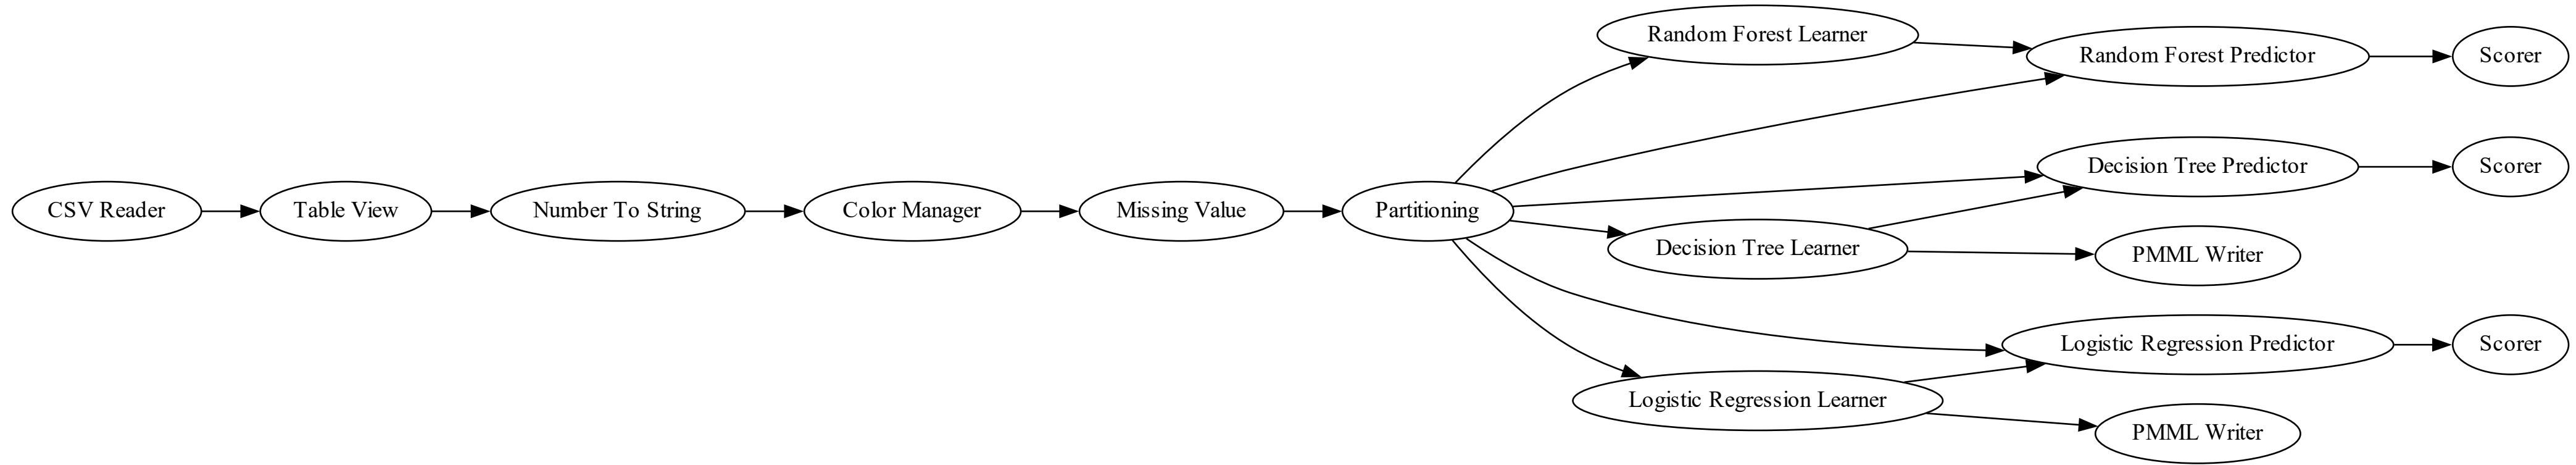 CSV Reader
Table View
Number To String
Color Manager
Missing Value
Partitioning
Random Forest Learner
Random Forest Predictor
Scorer
Decision Tree Predictor
Scorer
Decision Tree Learner
PMML Writer
Logistic Regression Predictor
Scorer
Logistic Regression Learner
PMML Writer